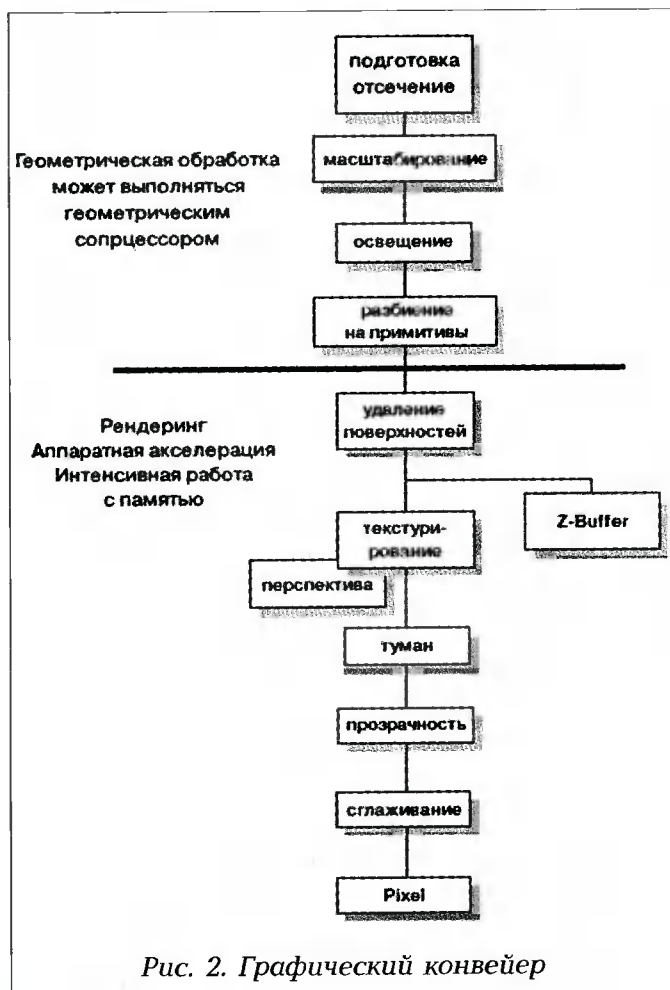 подготовка
отсечение
Геометрическая обработка
может выполняться
геометрическим
сопрцессором
масштабирование
освещение
разбиение
на примитивы
Рендеринг
Аппаратная акселерация
Интенсивная работа
с памятью
удаление
поверхностей
Z-Buffer
текстури-
рование
перспектива
туман
прозрачность
сглаживание
Pixel
Рис. 2. Графический конвейер